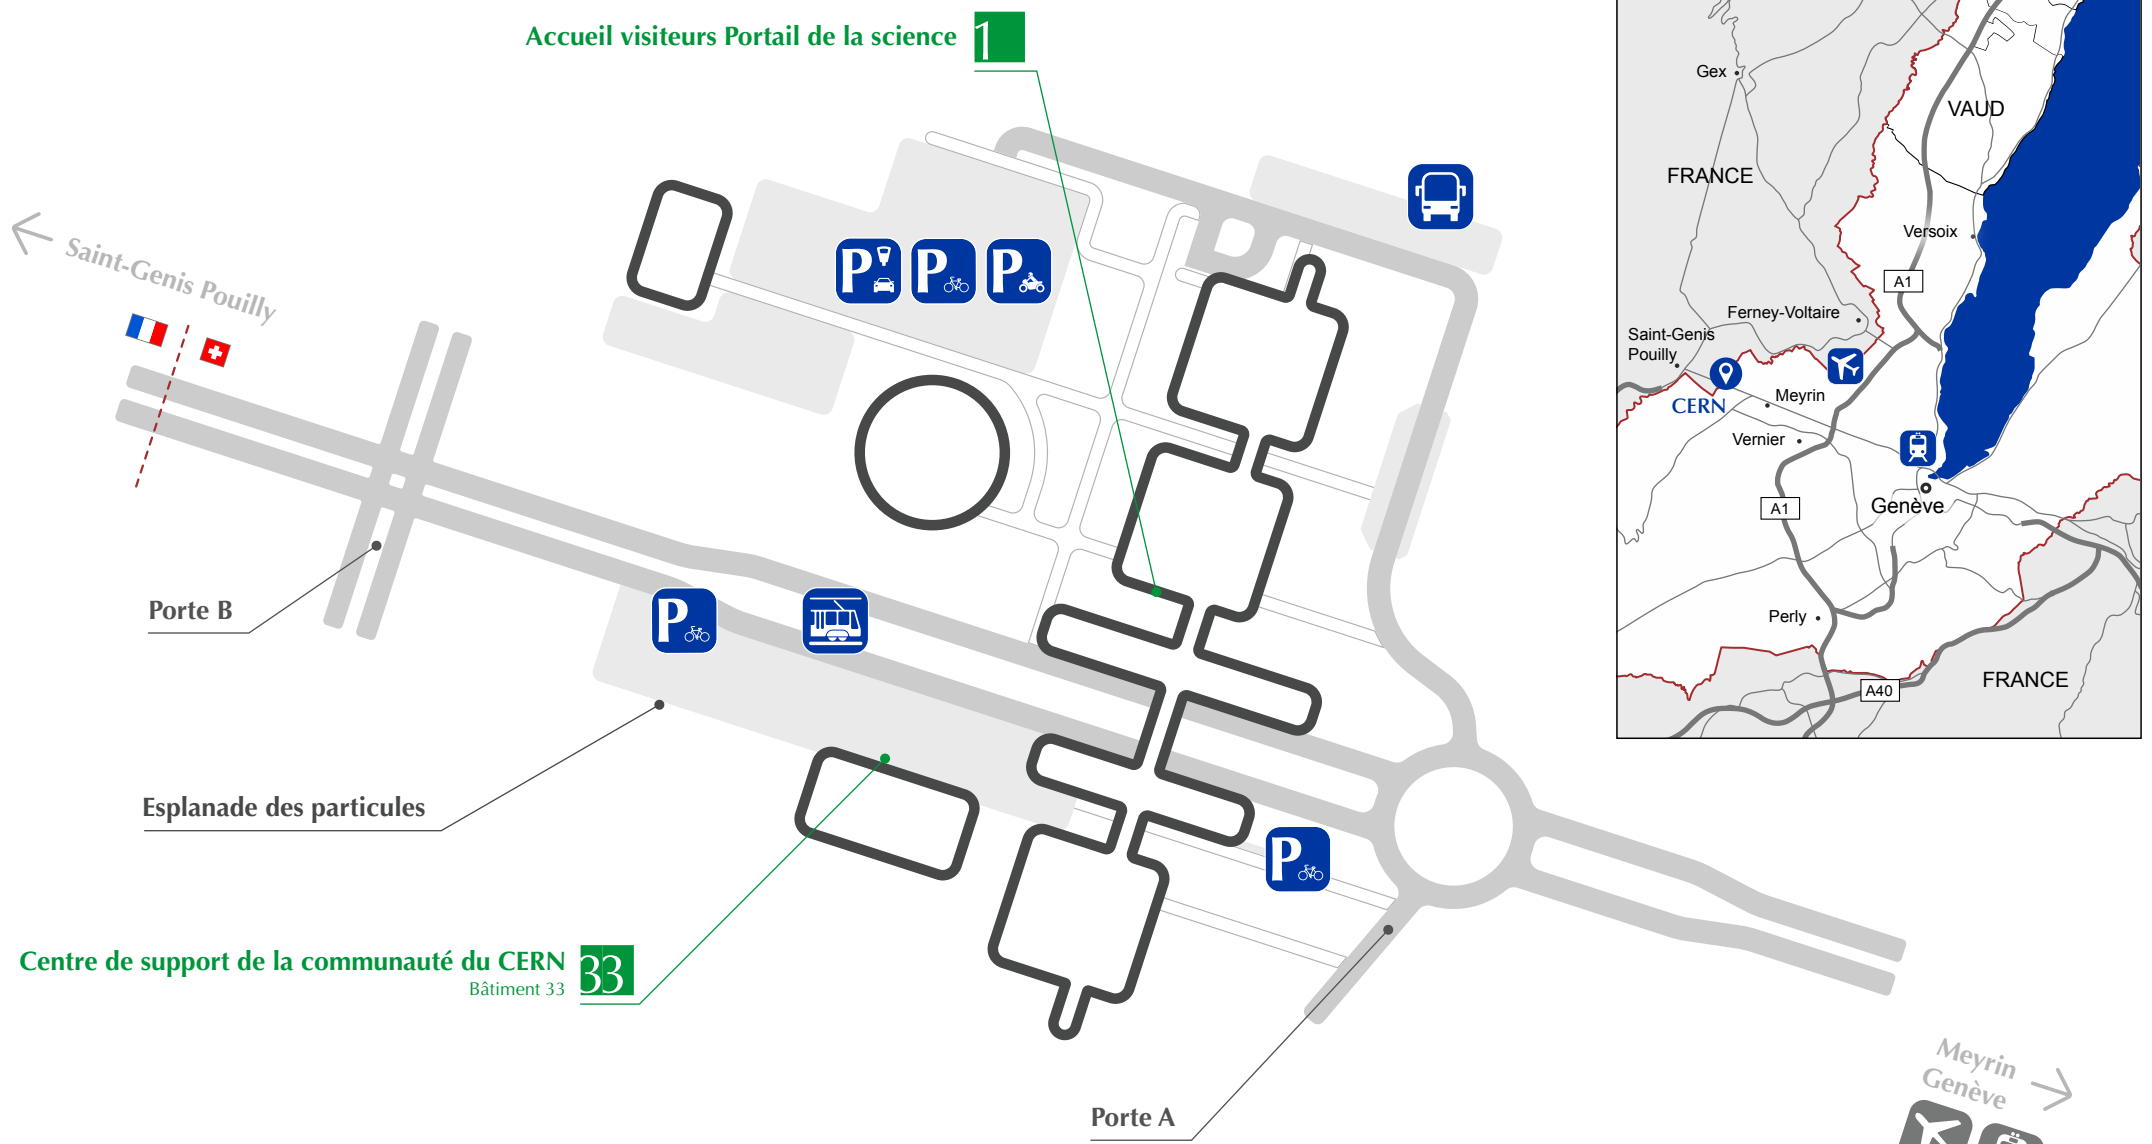 Accueil visiteurs Portail de la science 1
Saint-Genis Pouilly
P
P
P
P
Porte B
Esplanade des particules
P
Centre de support de la communauté du CERN 33
Bâtiment 33
Porte A
Meyrin
Genève
Gex
VAUD
FRANCE
Versoix
A1
Ferney-Voltaire
Saint-Genis
Pouilly
CERN
Meyrin
Vernier
A1
Genève
Perly
A40
FRANCE